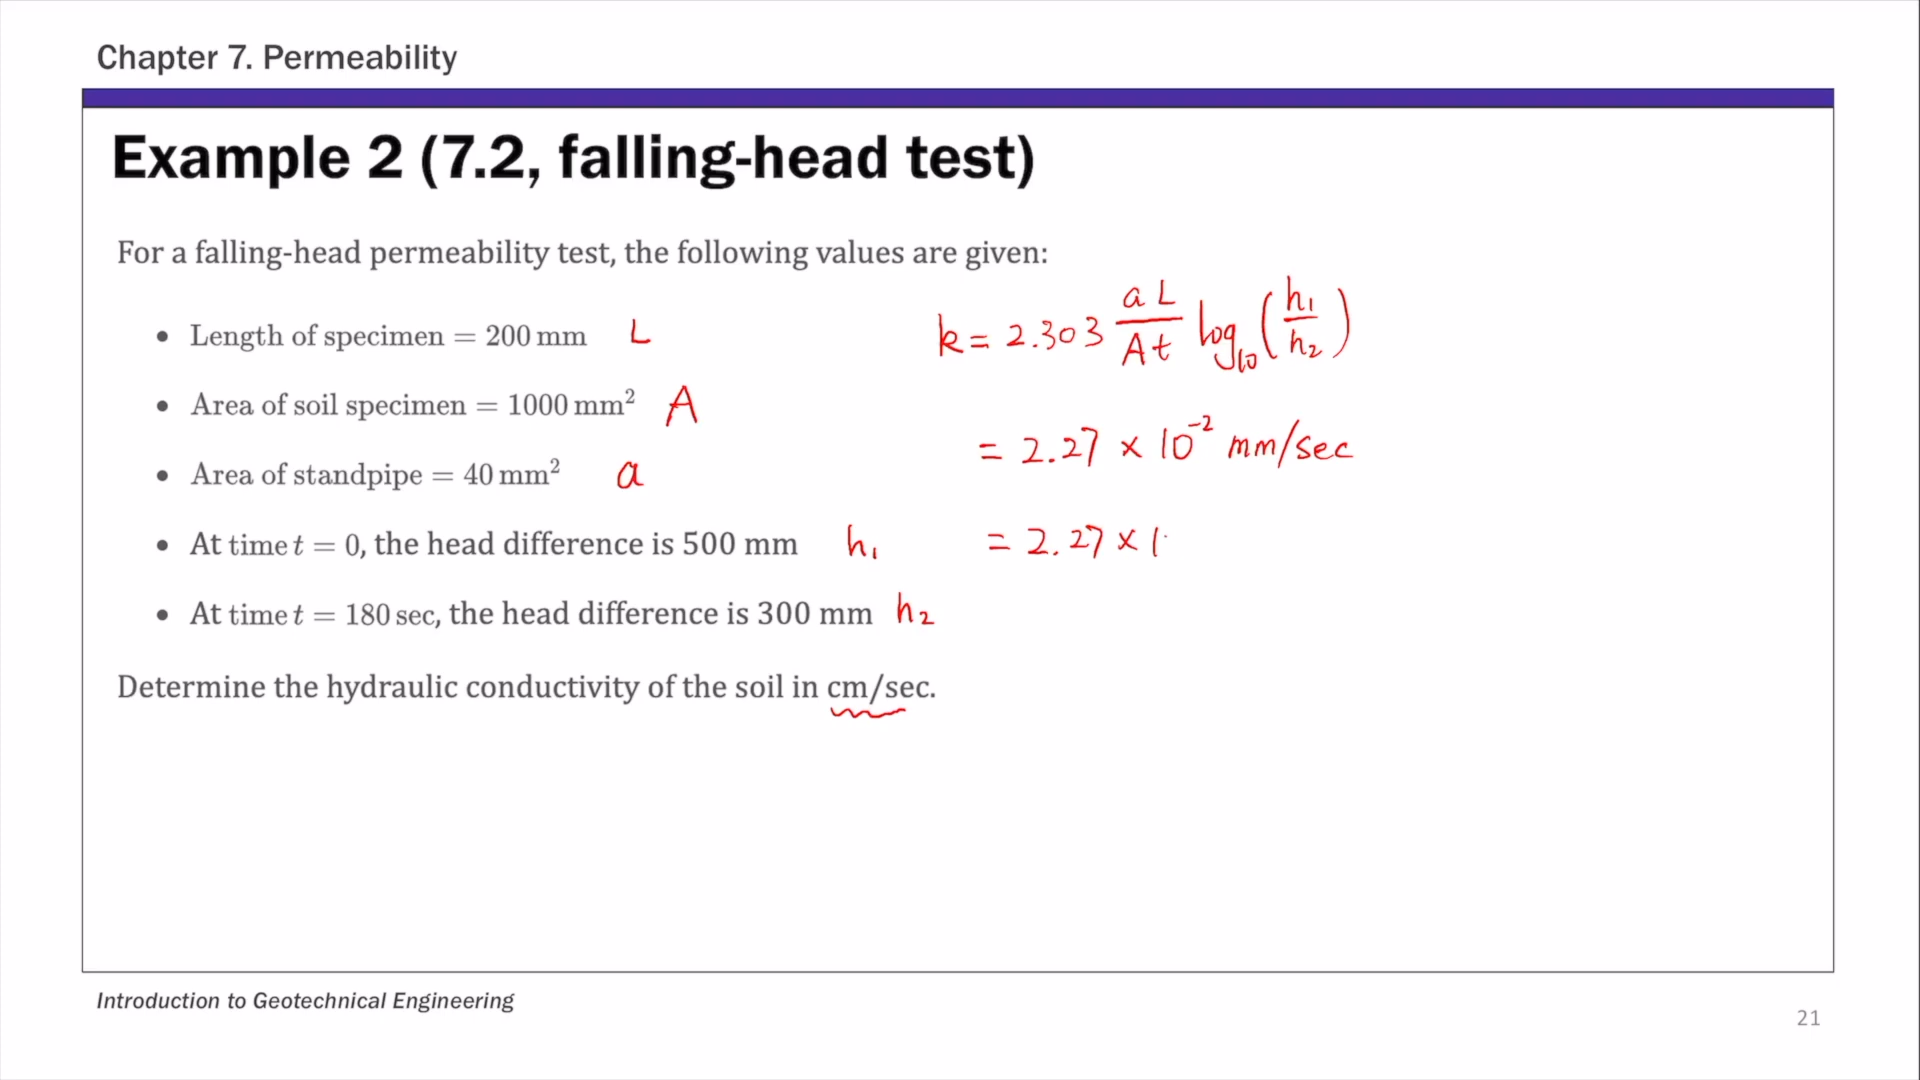 Chapter 7. Permeability
Example 2 (7.2, falling-head test)
For a falling-head permeability test, the following values are given:
• Length of specimen = 200 mm L
• Area of soil specimen = 1000 mm² A
• Area of standpipe = 40 mm² a
• At time t = 0, the head difference is 500 mm h₁
• At time t = 180 sec, the head difference is 300 mm h₂
Determine the hydraulic conductivity of the soil in cm/sec.
k = 2.303 aL/At log₁₀(h₁/h₂)
= 2.27 × 10⁻² mm/sec
= 2.27 × 1
Introduction to Geotechnical Engineering
21